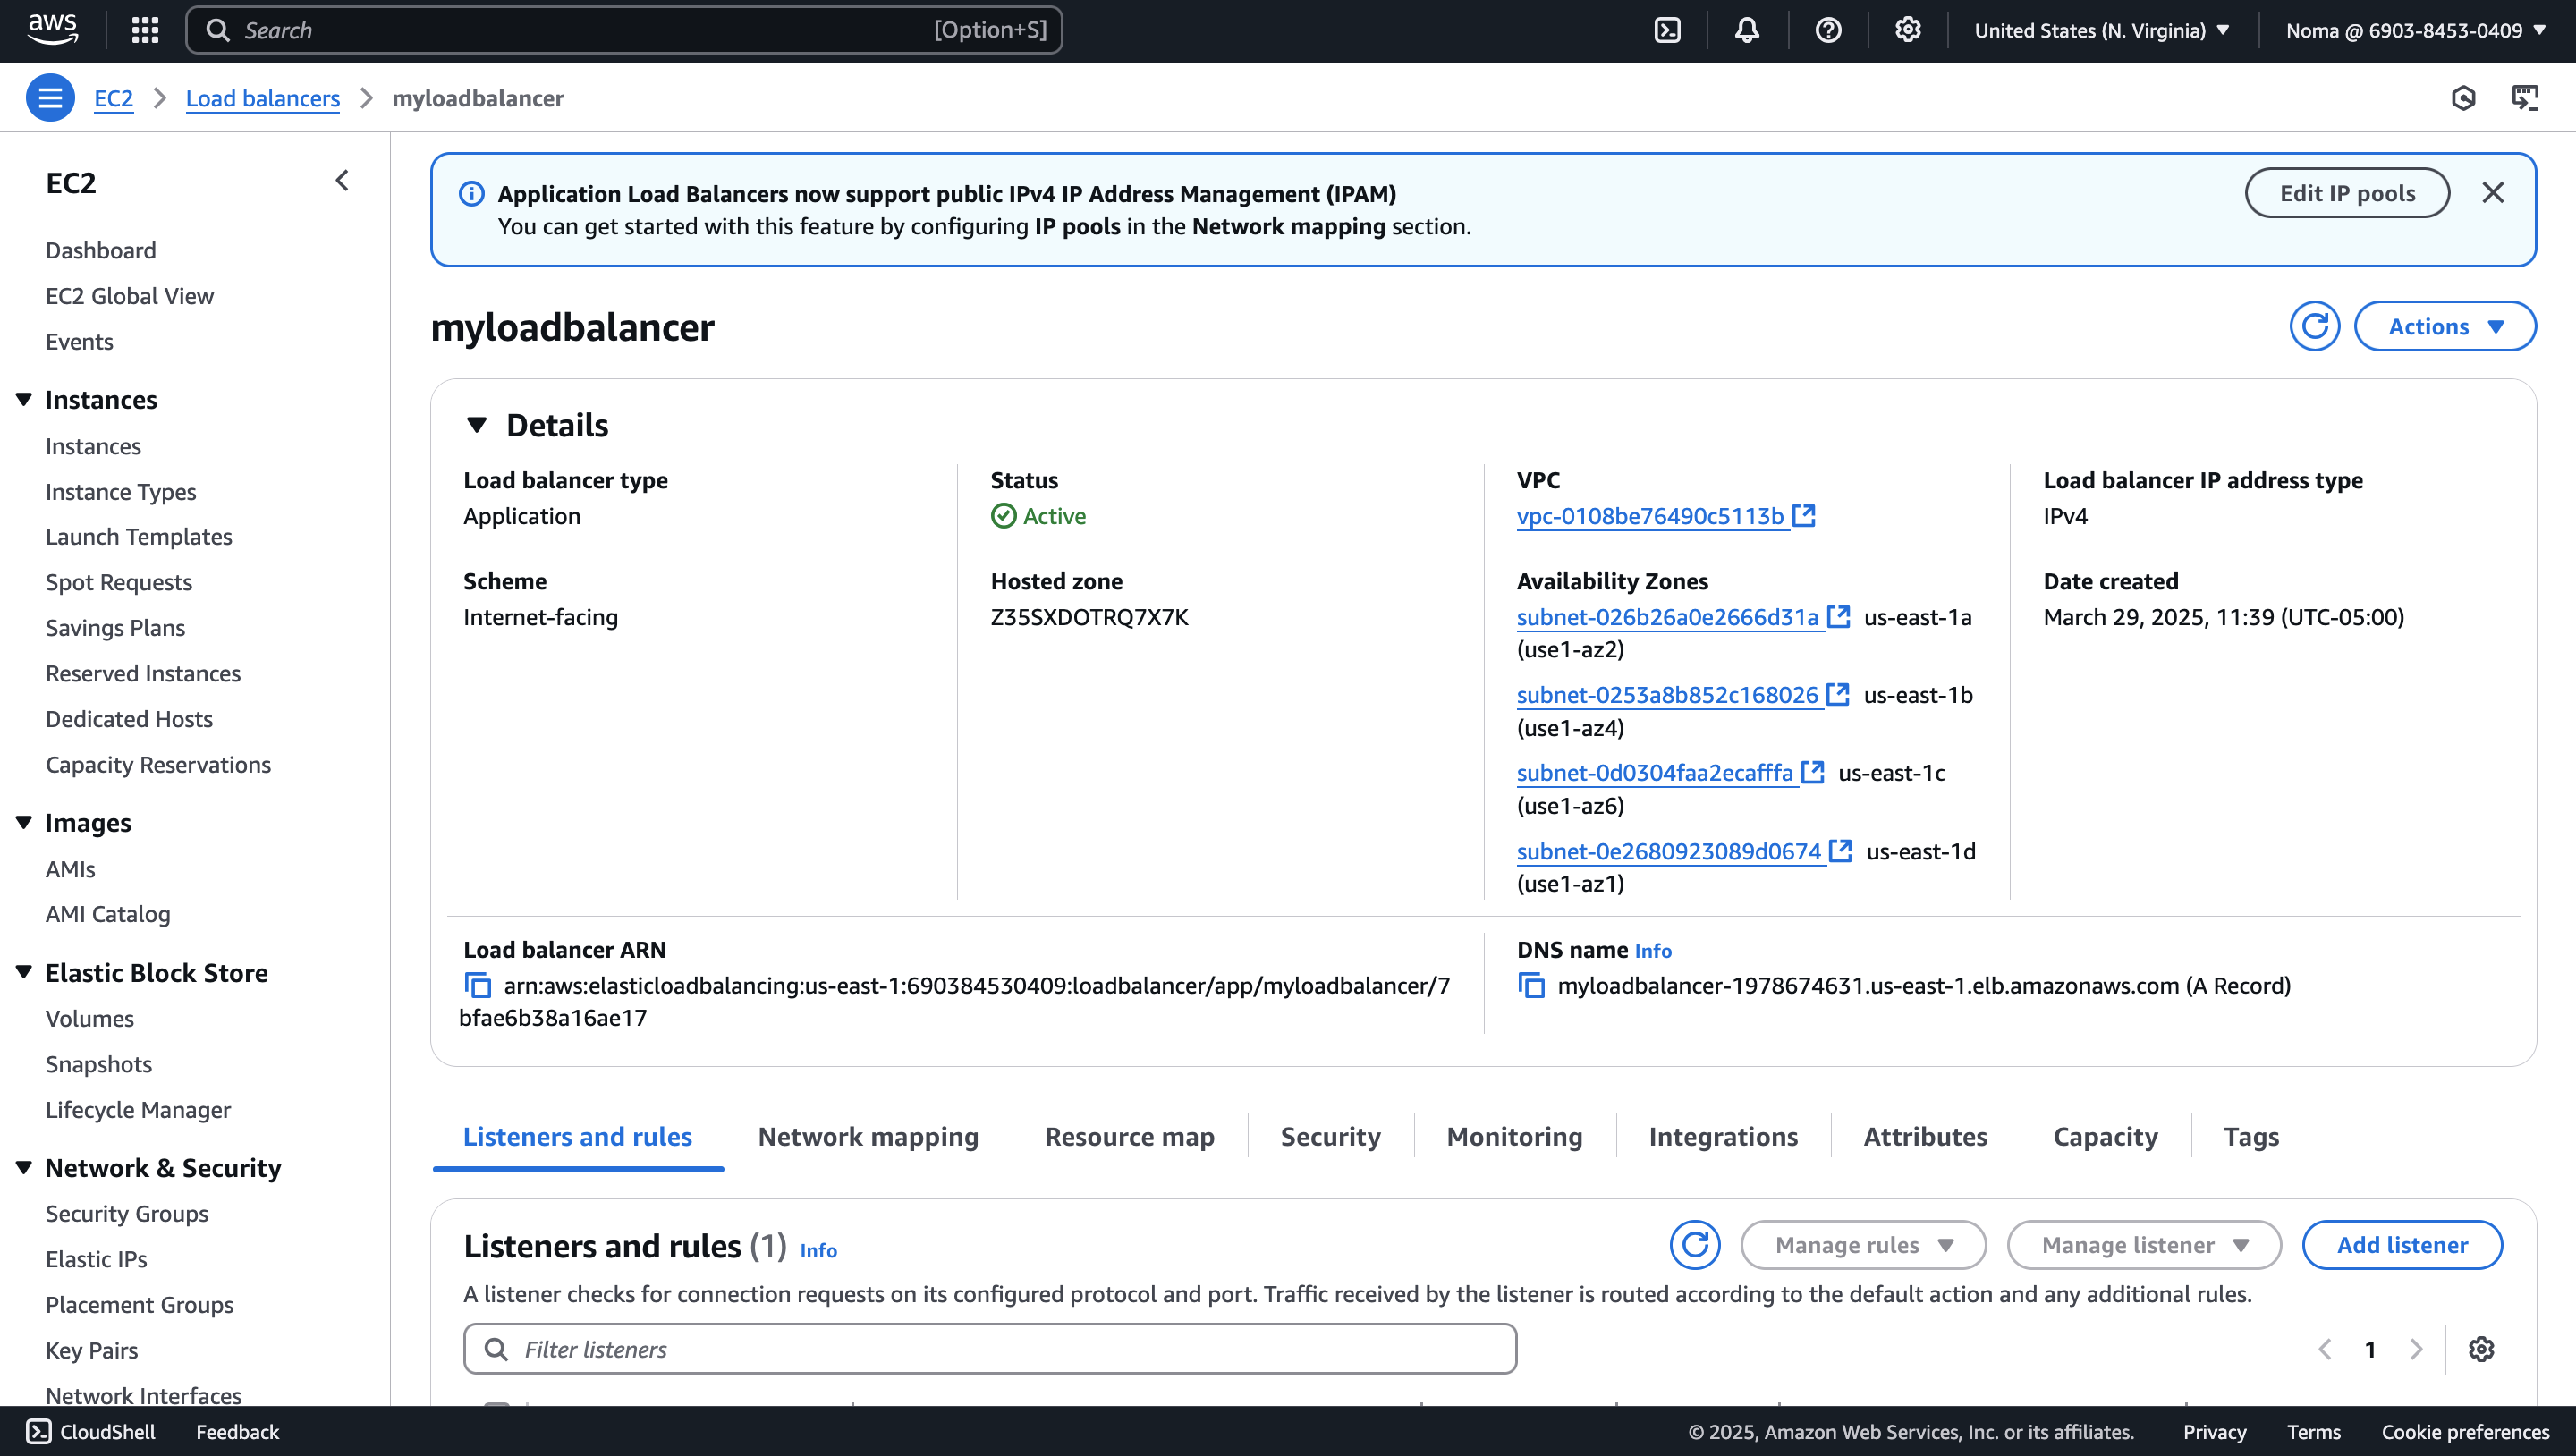 aws
Search
[Option+S]
United States (N. Virginia)
Noma @ 6903-8453-0409
EC2
Load balancers
myloadbalancer
EC2
Dashboard
EC2 Global View
Events
Instances
Instances
Instance Types
Launch Templates
Spot Requests
Savings Plans
Reserved Instances
Dedicated Hosts
Capacity Reservations
Images
AMIs
AMI Catalog
Elastic Block Store
Volumes
Snapshots
Lifecycle Manager
Network & Security
Security Groups
Elastic IPs
Placement Groups
Key Pairs
Network Interfaces
Application Load Balancers now support public IPv4 IP Address Management (IPAM)
You can get started with this feature by configuring IP pools in the Network mapping section.
Edit IP pools
myloadbalancer
Actions
Details
Load balancer type
Application
Scheme
Internet-facing
Status
Active
Hosted zone
Z35SXDOTRQ7X7K
VPC
vpc-0108be76490c5113b
Availability Zones
subnet-026b26a0e2666d31a us-east-1a
(use1-az2)
subnet-0253a8b852c168026 us-east-1b
(use1-az4)
subnet-0d0304faa2ecafffa us-east-1c
(use1-az6)
subnet-0e2680923089d0674 us-east-1d
(use1-az1)
Load balancer IP address type
IPv4
Date created
March 29, 2025, 11:39 (UTC-05:00)
Load balancer ARN
arn:aws:elasticloadbalancing:us-east-1:690384530409:loadbalancer/app/myloadbalancer/7
bfae6b38a16ae17
DNS name Info
myloadbalancer-1978674631.us-east-1.elb.amazonaws.com (A Record)
Listeners and rules
Network mapping
Resource map
Security
Monitoring
Integrations
Attributes
Capacity
Tags
Listeners and rules (1) Info
Manage rules
Manage listener
Add listener
A listener checks for connection requests on its configured protocol and port. Traffic received by the listener is routed according to the default action and any additional rules.
Filter listeners
1
CloudShell
Feedback
© 2025, Amazon Web Services, Inc. or its affiliates.
Privacy
Terms
Cookie preferences